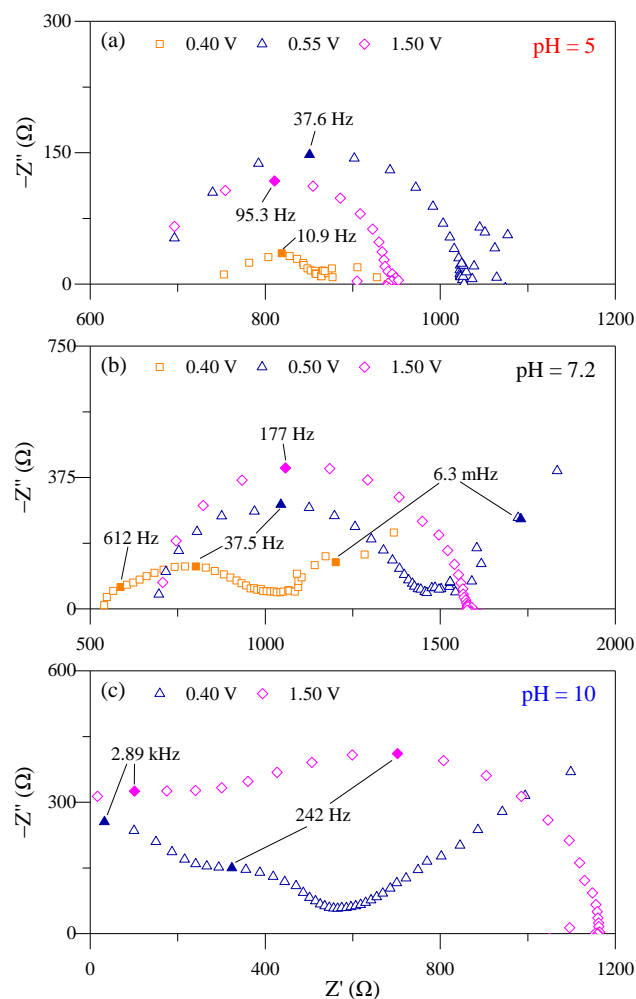 300
(a) 0.40 V 0.55 V 1.50 V pH = 5
37.6 Hz
150
95.3 Hz
10.9 Hz
−Z'' (Ω)
0
600 800 1000 1200
750
(b) 0.40 V 0.50 V 1.50 V pH = 7.2
177 Hz
6.3 mHz
375
612 Hz
37.5 Hz
−Z'' (Ω)
0
500 1000 1500 2000
600
(c) 0.40 V 1.50 V pH = 10
2.89 kHz
300
242 Hz
−Z'' (Ω)
0
0 400 800 1200
Z' (Ω)